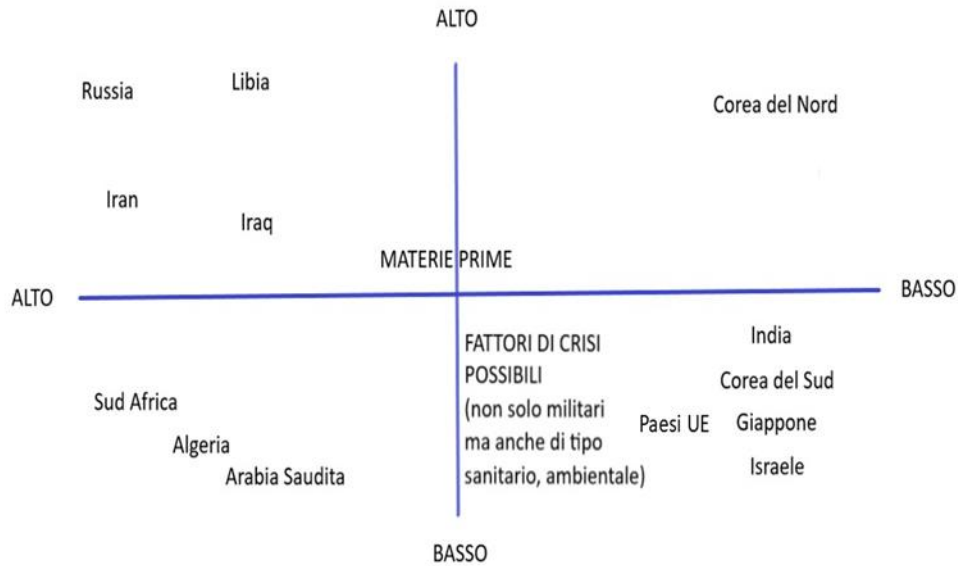 ALTO
Russia
Libia
Corea del Nord
Iran
Iraq
MATERIE PRIME
ALTO
BASSO
FATTORI DI CRISI
POSSIBILI
(non solo militari
ma anche di tipo
sanitario, ambientale)
India
Corea del Sud
Paesi UE
Giappone
Israele
Sud Africa
Algeria
Arabia Saudita
BASSO